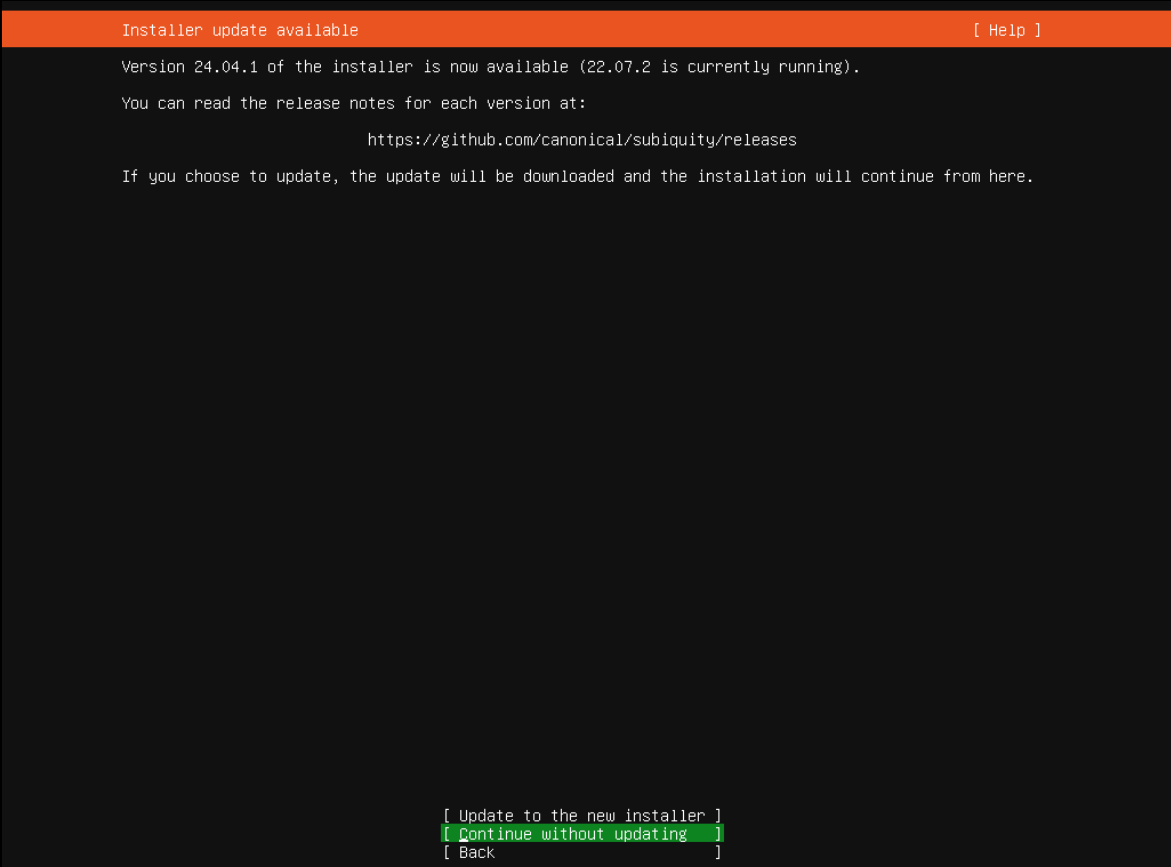 Installer update available [ Help ]
Version 24.04.1 of the installer is now available (22.07.2 is currently running).
You can read the release notes for each version at:
https://github.com/canonical/subiquity/releases
If you choose to update, the update will be downloaded and the installation will continue from here.
[ Update to the new installer ]
[ Continue without updating ]
[ Back ]